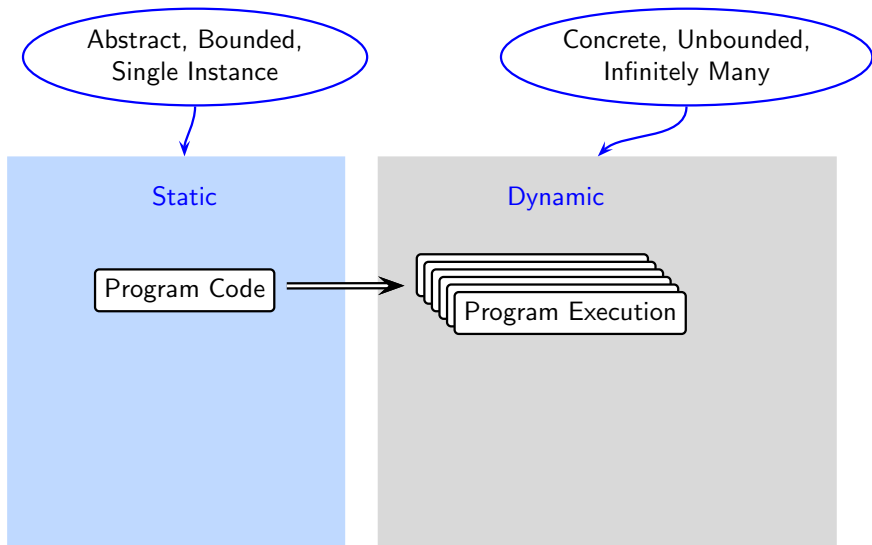 Abstract, Bounded,
Single Instance
Concrete, Unbounded,
Infinitely Many
Static
Dynamic
Program Code
Program Execution